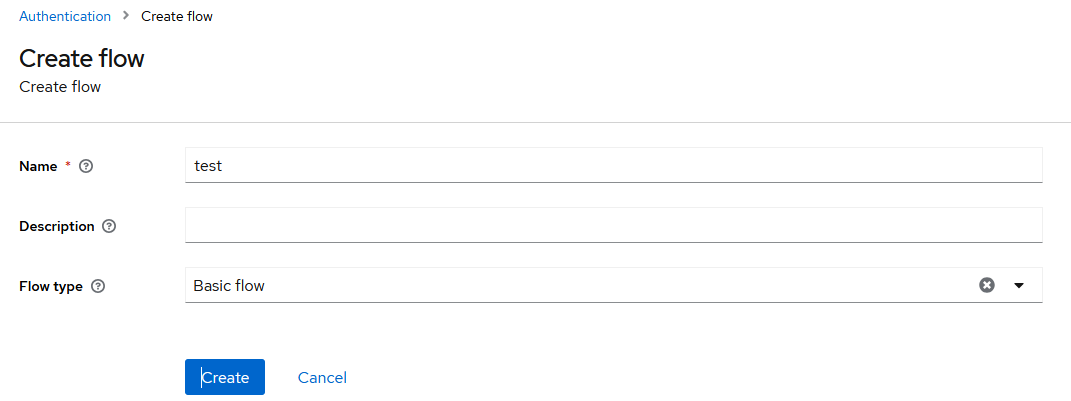 Authentication > Create flow
Create flow
Create flow
Name *
test
Description
Flow type
Basic flow
Create Cancel